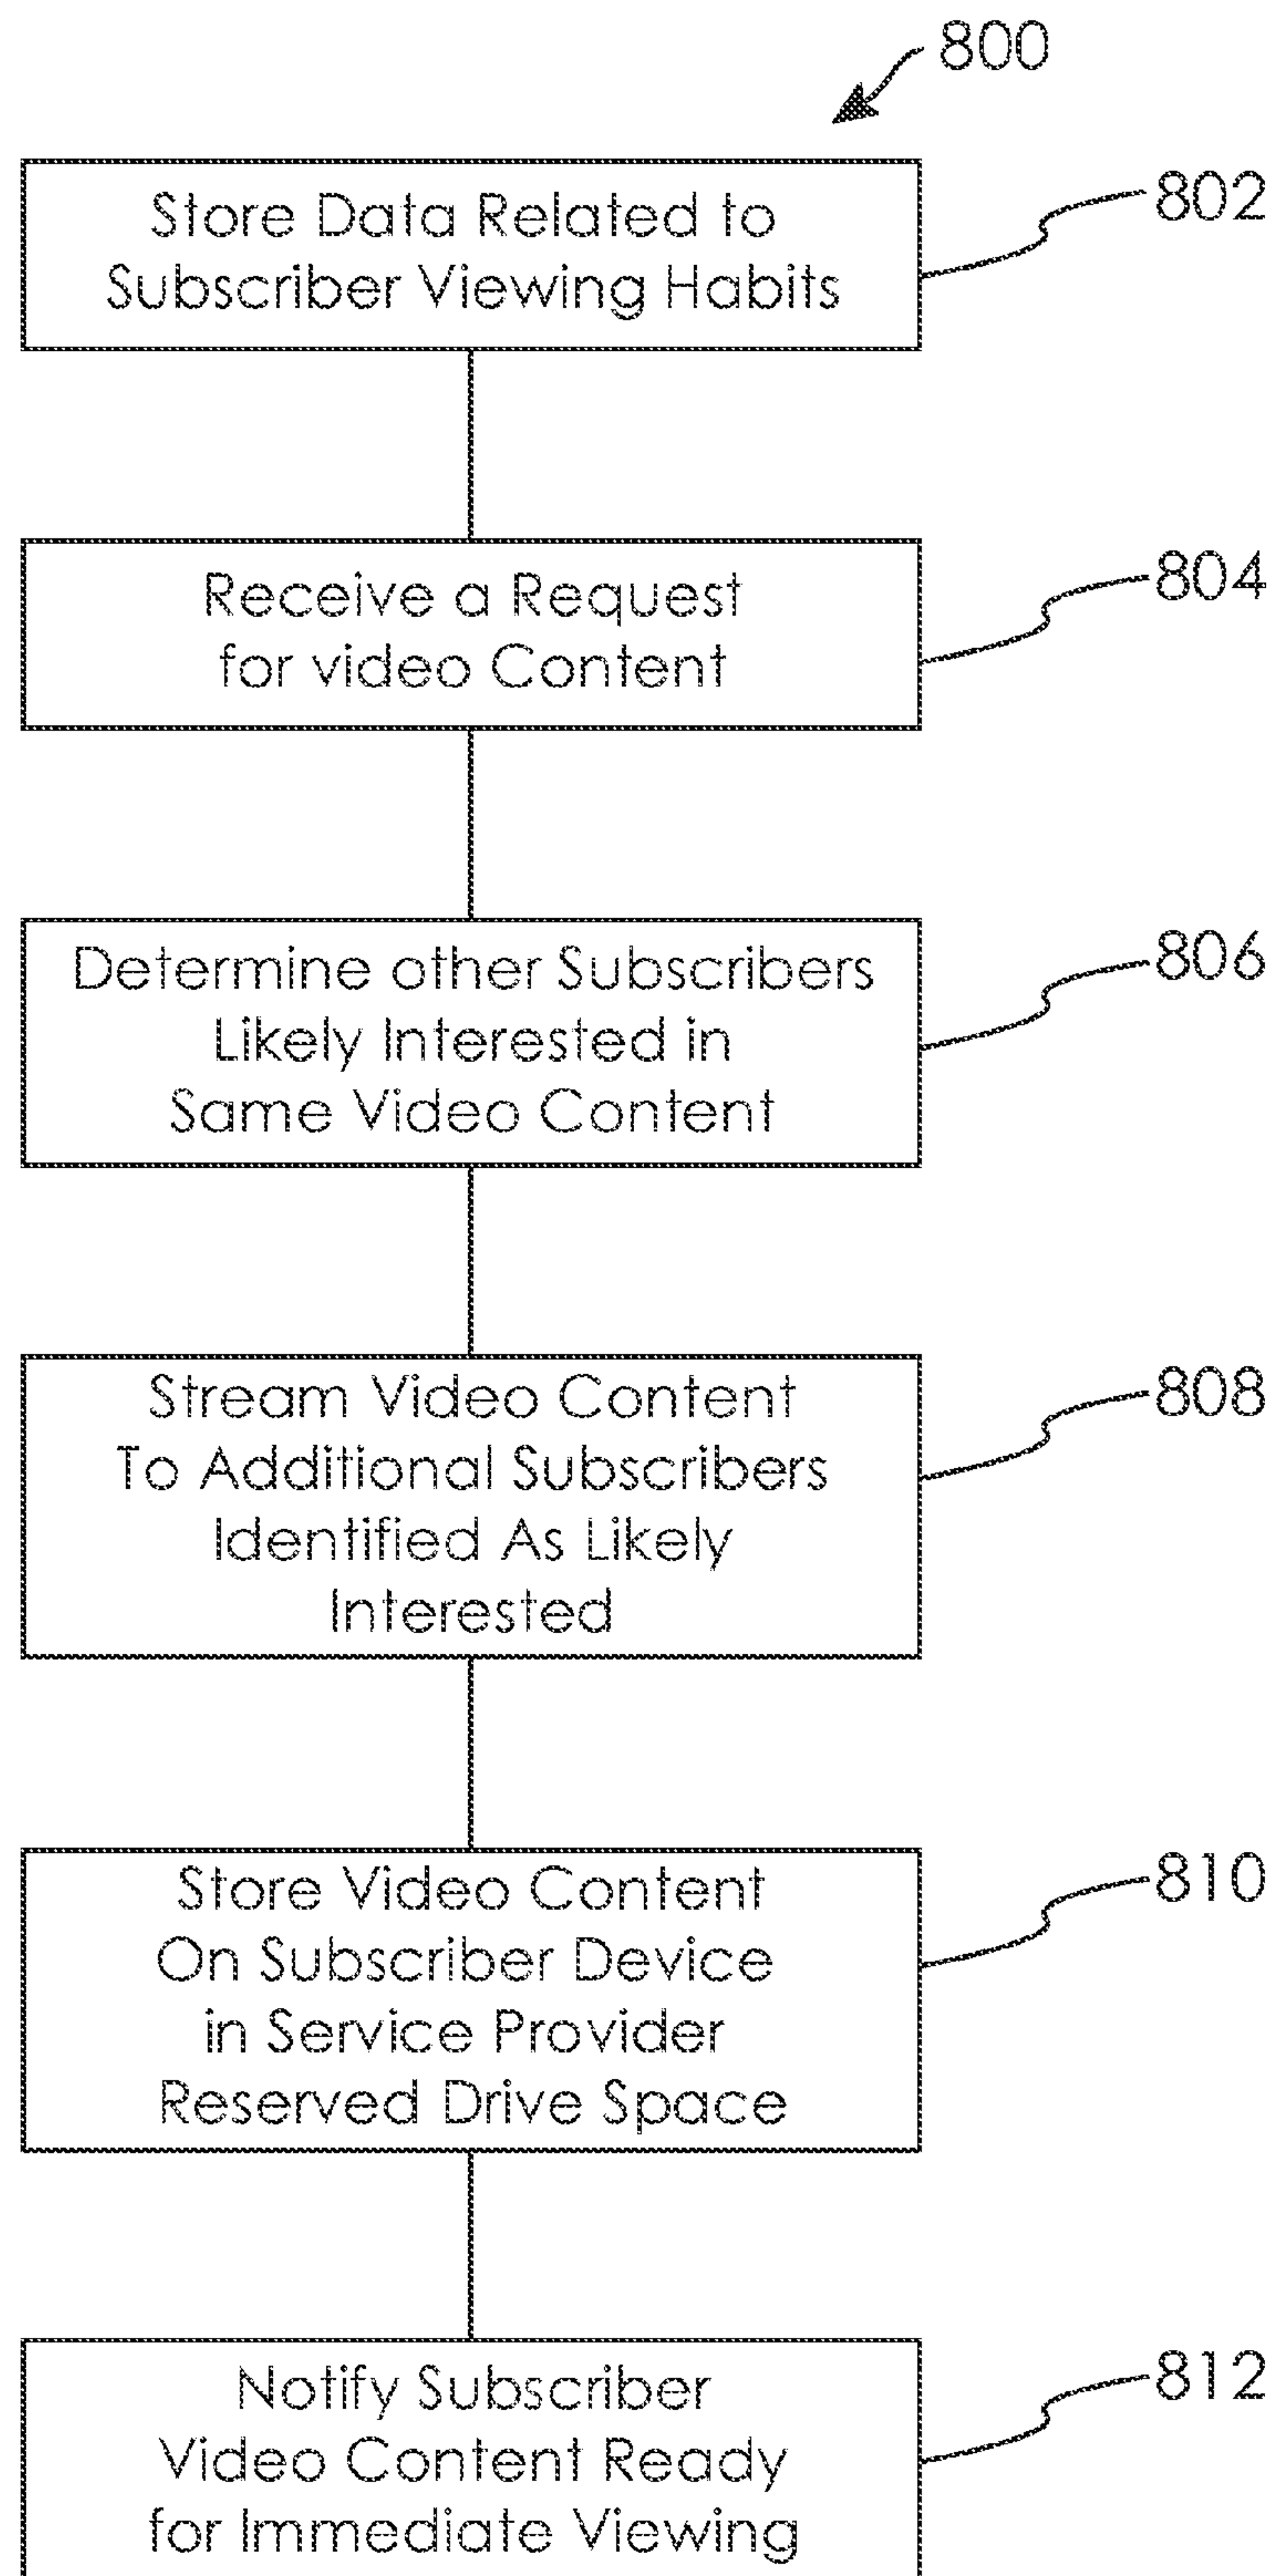 800
Store Data Related to
Subscriber Viewing Habits
802
Receive a Request
for video Content
804
Determine other Subscribers
Likely Interested in
Same Video Content
806
Stream Video Content
To Additional Subscribers
Identified As Likely
Interested
808
Store Video Content
On Subscriber Device
in Service Provider
Reserved Drive Space
810
Notify Subscriber
Video Content Ready
for Immediate Viewing
812